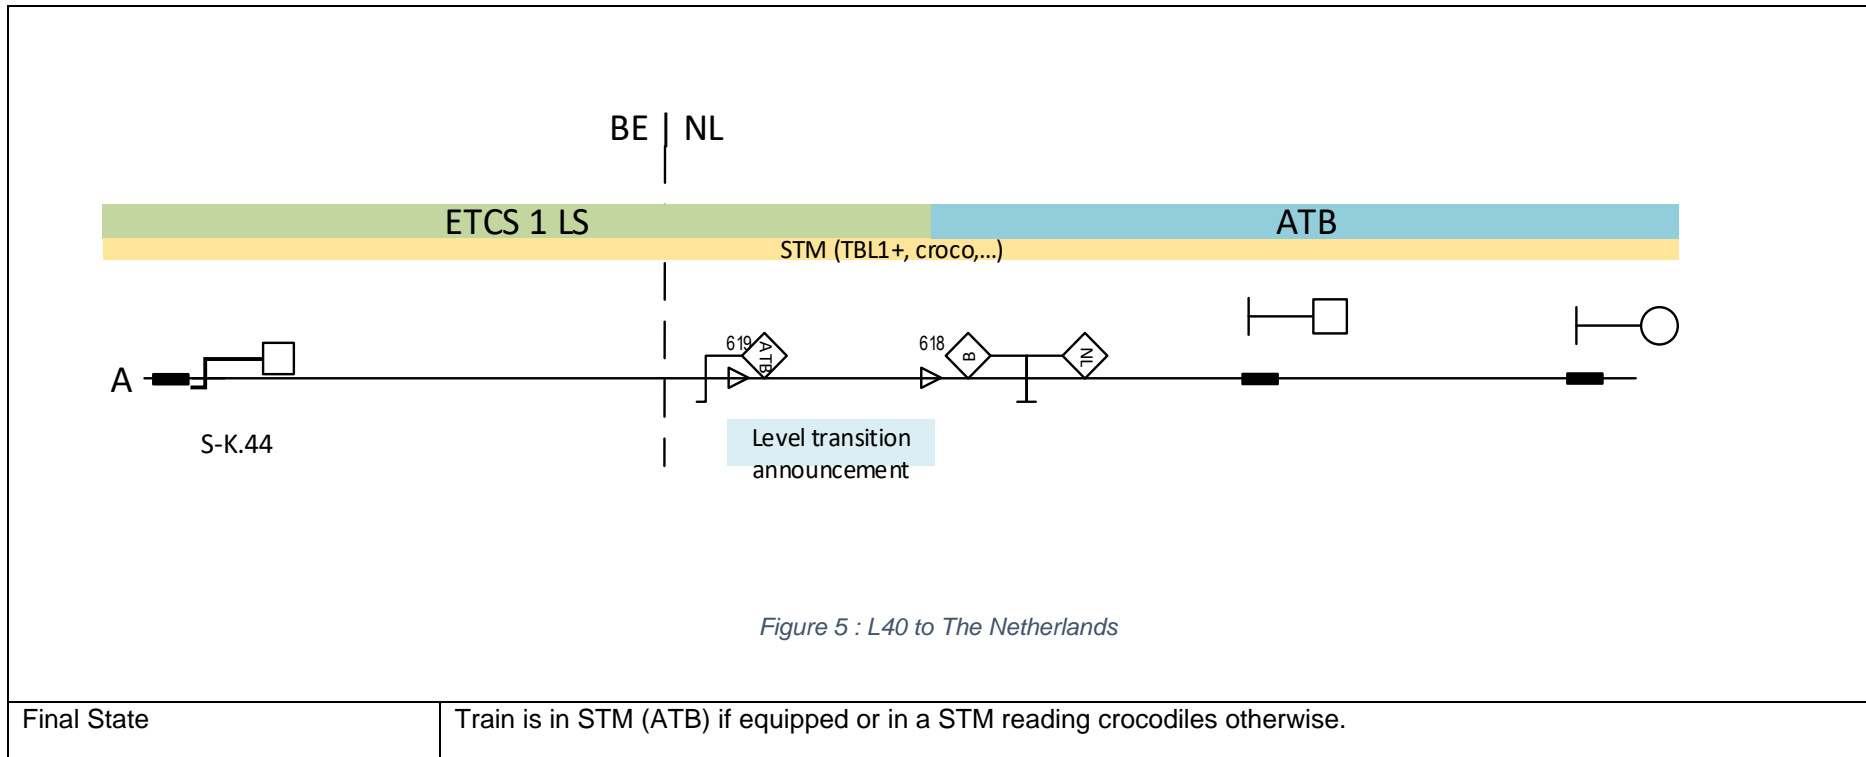 BE | NL
ETCS 1 LS
ATB
STM (TBL1+, croco,...)
619
ATB
618
B
NL
A
S-K.44
Level transition
announcement
Figure 5 : L40 to The Netherlands
Final State
Train is in STM (ATB) if equipped or in a STM reading crocodiles otherwise.